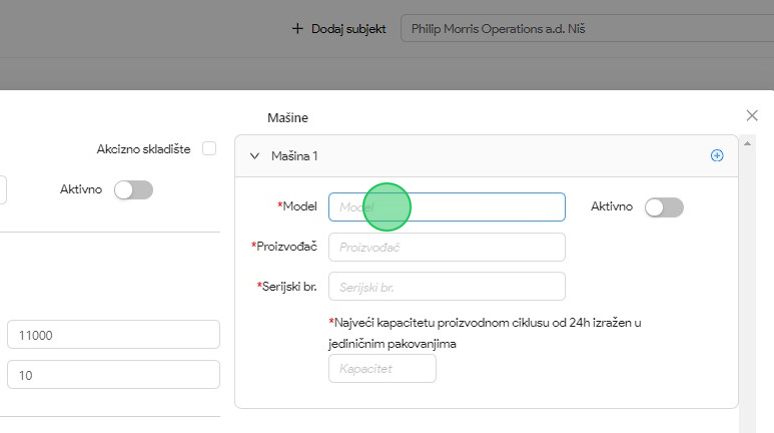 Dodaj subjekt
Philip Morris Operations a.d. Niš
Mašine
Akcizno skladište
Mašina 1
Aktivno
*Model
Model
Aktivno
*Proizvođač
Proizvođač
*Serijski br.
Serijski br.
*Najveći kapacitetu proizvodnom ciklusu od 24h izražen u
jediničnim pakovanjima
11000
Kapacitet
10